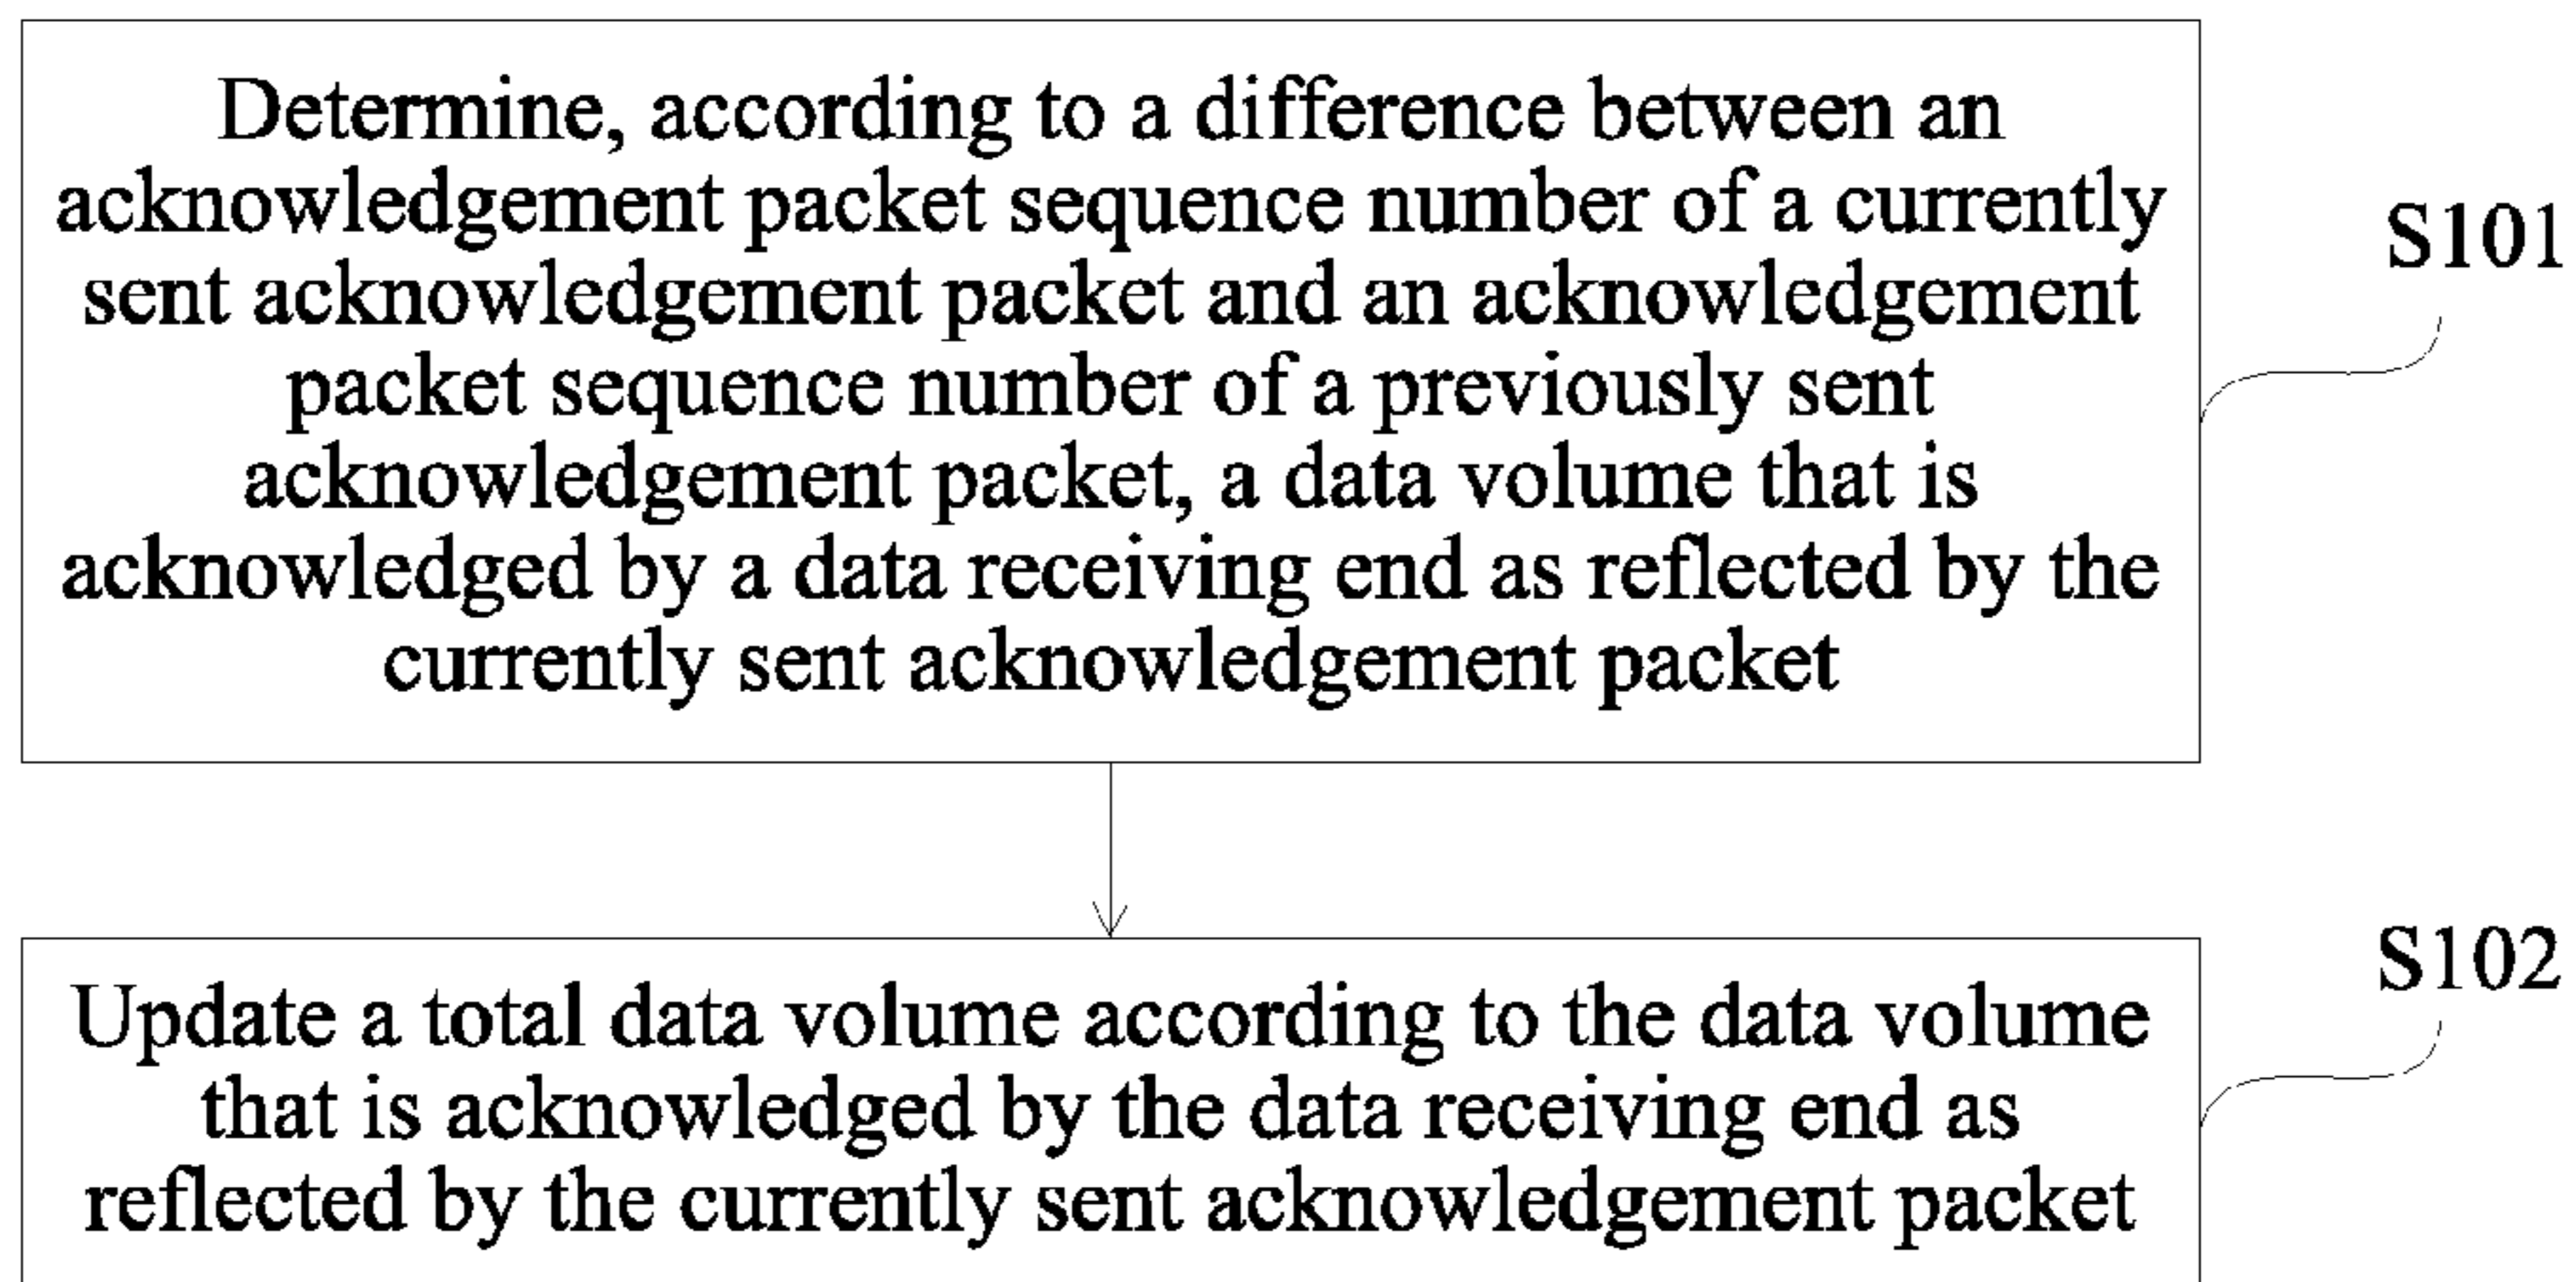 Determine, according to a difference between an
acknowledgement packet sequence number of a currently
sent acknowledgement packet and an acknowledgement
packet sequence number of a previously sent
acknowledgement packet, a data volume that is
acknowledged by a data receiving end as reflected by the
currently sent acknowledgement packet
S101
Update a total data volume according to the data volume
that is acknowledged by the data receiving end as
reflected by the currently sent acknowledgement packet
S102